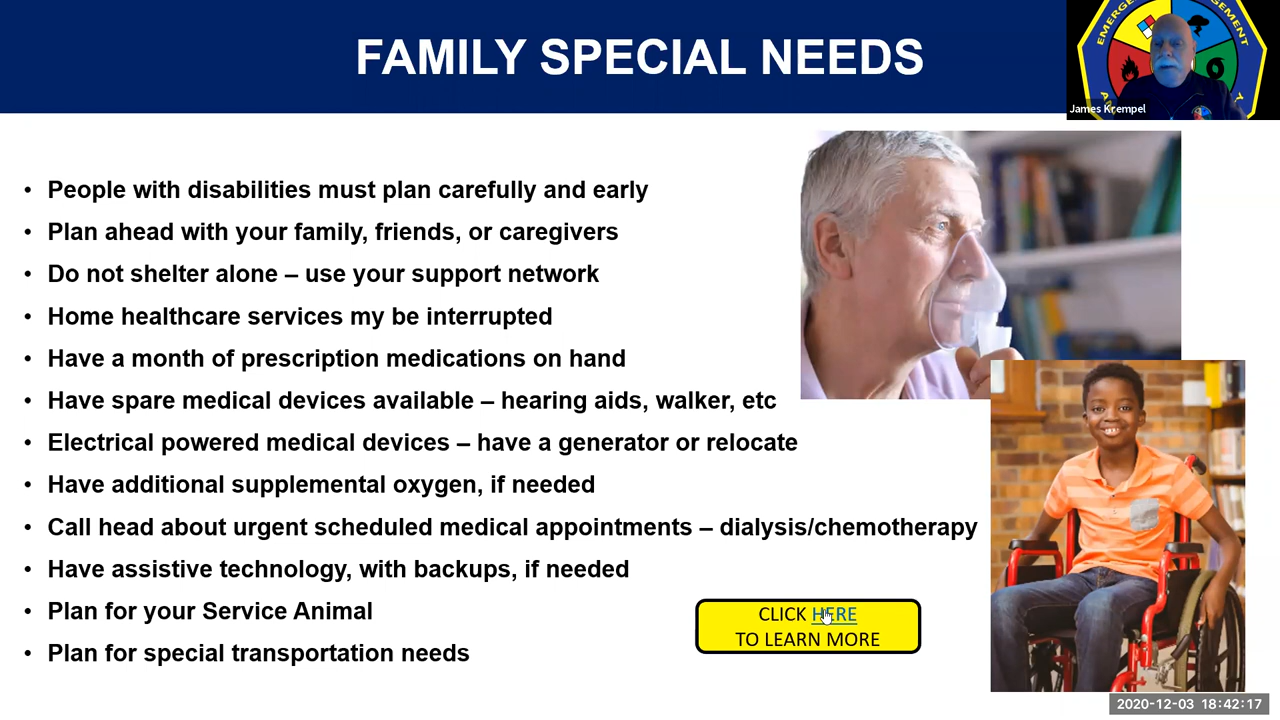 FAMILY SPECIAL NEEDS
EMERGE
GEMENT
James Krempel
• People with disabilities must plan carefully and early
• Plan ahead with your family, friends, or caregivers
• Do not shelter alone – use your support network
• Home healthcare services my be interrupted
• Have a month of prescription medications on hand
• Have spare medical devices available – hearing aids, walker, etc
• Electrical powered medical devices – have a generator or relocate
• Have additional supplemental oxygen, if needed
• Call head about urgent scheduled medical appointments – dialysis/chemotherapy
• Have assistive technology, with backups, if needed
• Plan for your Service Animal
• Plan for special transportation needs
CLICK HERE
TO LEARN MORE
2020-12-03 18:42:17